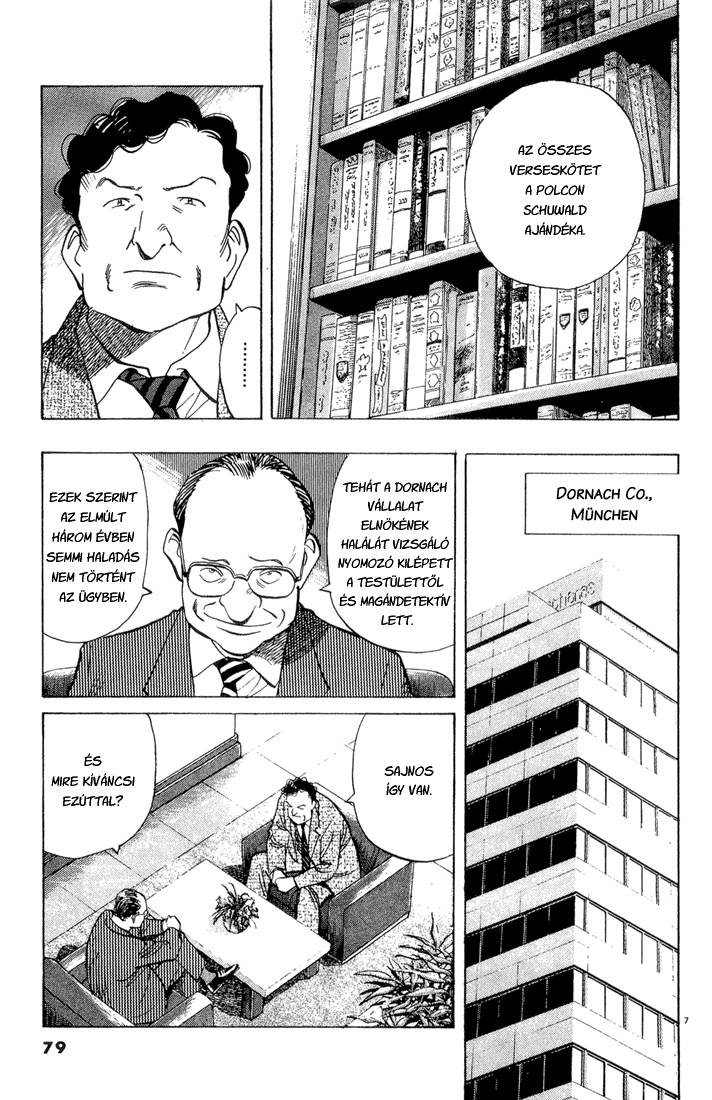 AZ ÖSSZES
VERSESKÖTET
A POLCON
SCHUWALD
AJÁNDÉKA.
DORNACH CO.,
MÜNCHEN
TEHÁT A DORNACH
VÁLLALAT
ELNÖKÉNEK
HALÁLÁT VIZSGÁLÓ
NYOMOZÓ KILÉPETT
A TESTÜLETTŐL
ÉS MAGÁNDETEKTÍV
LETT.
EZEK SZERINT
AZ ELMÚLT
HÁROM ÉVBEN
SEMMI HALADÁS
NEM TÖRTÉNT
AZ ÜGYBEN.
SAJNOS
ÍGY VAN.
ÉS
MIRE KÍVÁNCSI
EZÚTTAL?
7
79